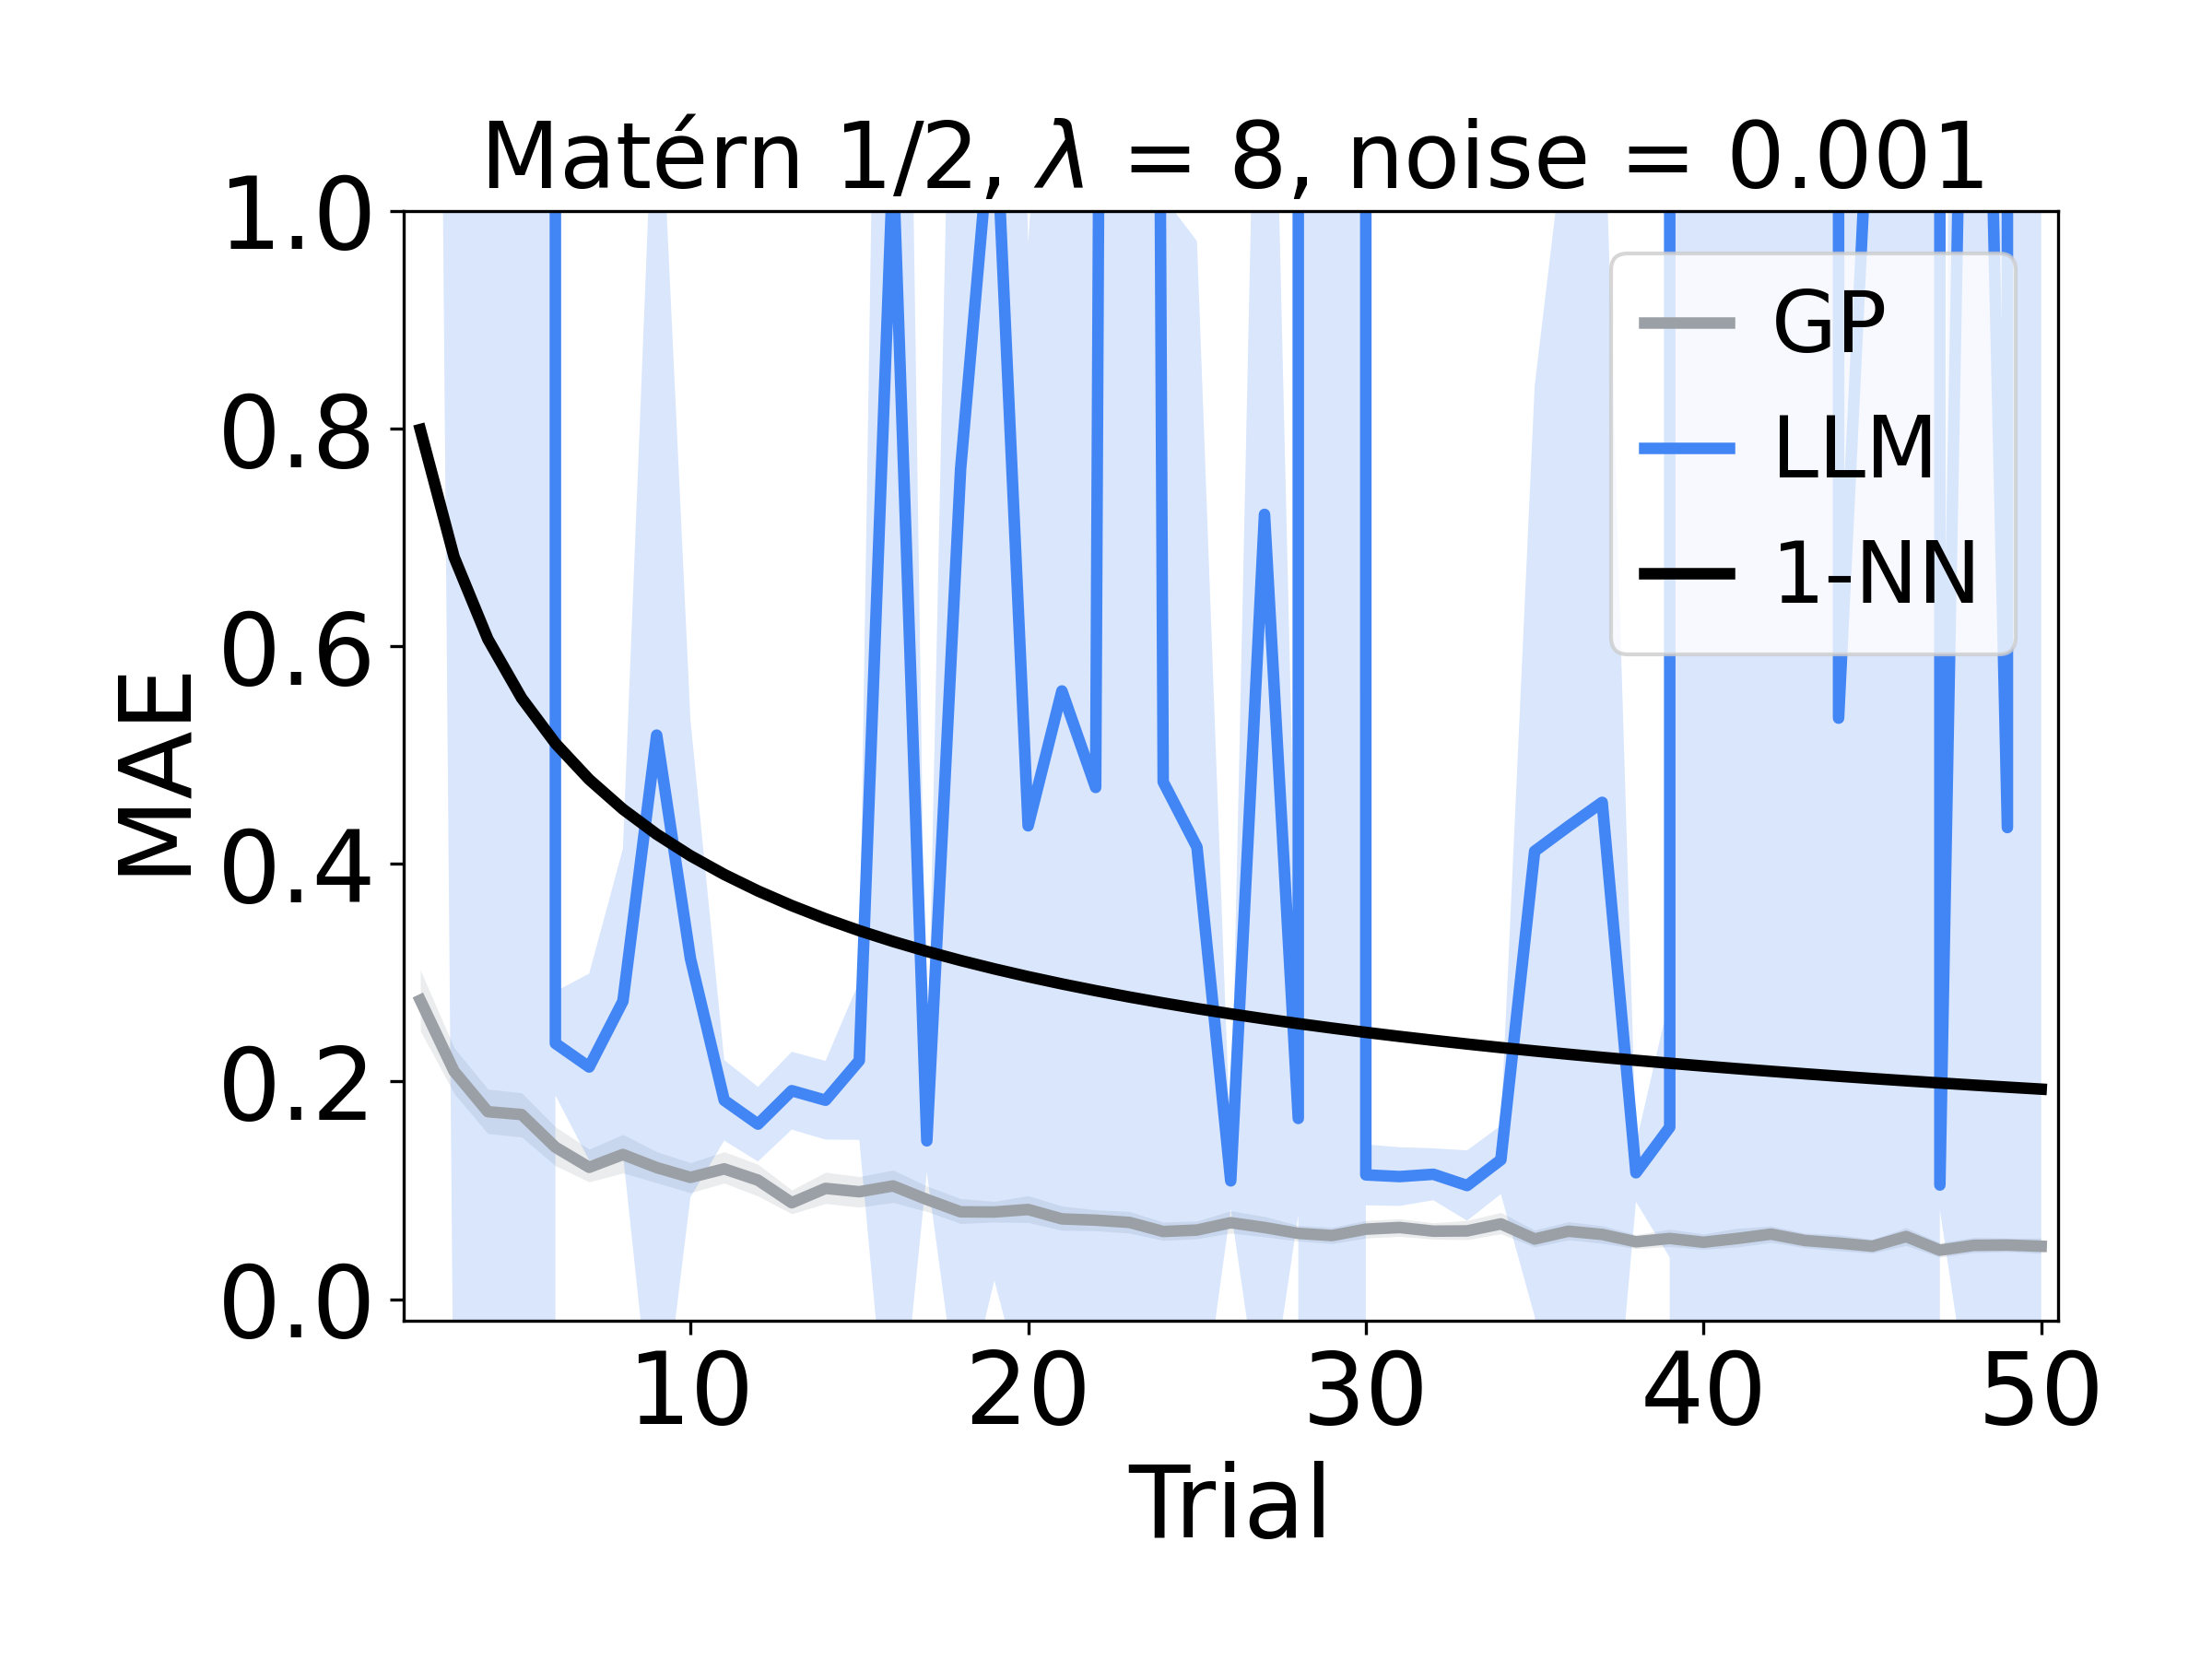 Matérn 1/2, λ = 8, noise = 0.001
MAE
1.0
0.8
0.6
0.4
0.2
0.0
GP
LLM
1-NN
10 20 30 40 50
Trial